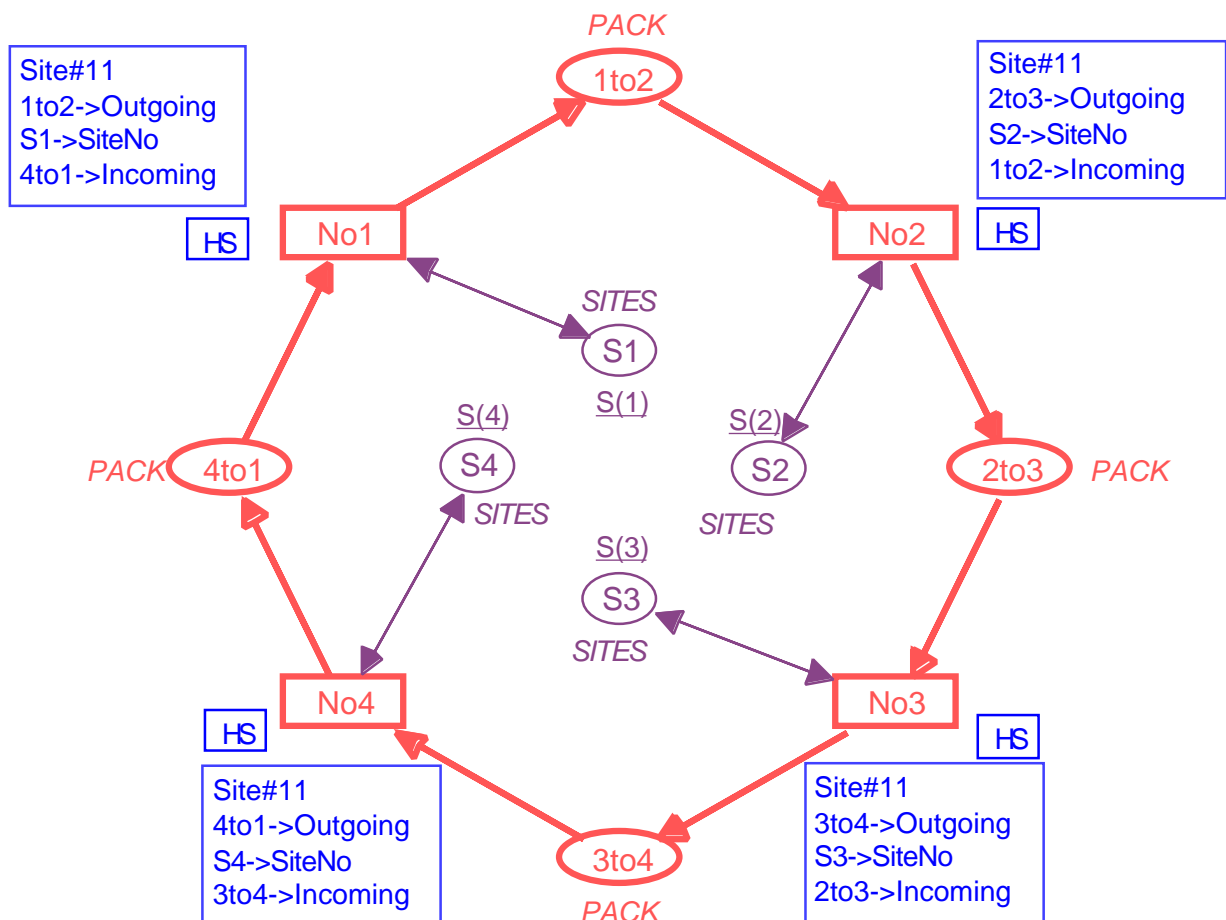 PACK
1to2
Site#11
1to2->Outgoing
S1->SiteNo
4to1->Incoming
HS
No1
Site#11
2to3->Outgoing
S2->SiteNo
1to2->Incoming
No2
HS
SITES
S1
S(1)
S(4)
S4
SITES
S(2)
S2
SITES
PACK
4to1
2to3
PACK
S(3)
S3
SITES
No4
HS
Site#11
4to1->Outgoing
S4->SiteNo
3to4->Incoming
No3
HS
Site#11
3to4->Outgoing
S3->SiteNo
2to3->Incoming
3to4
PACK